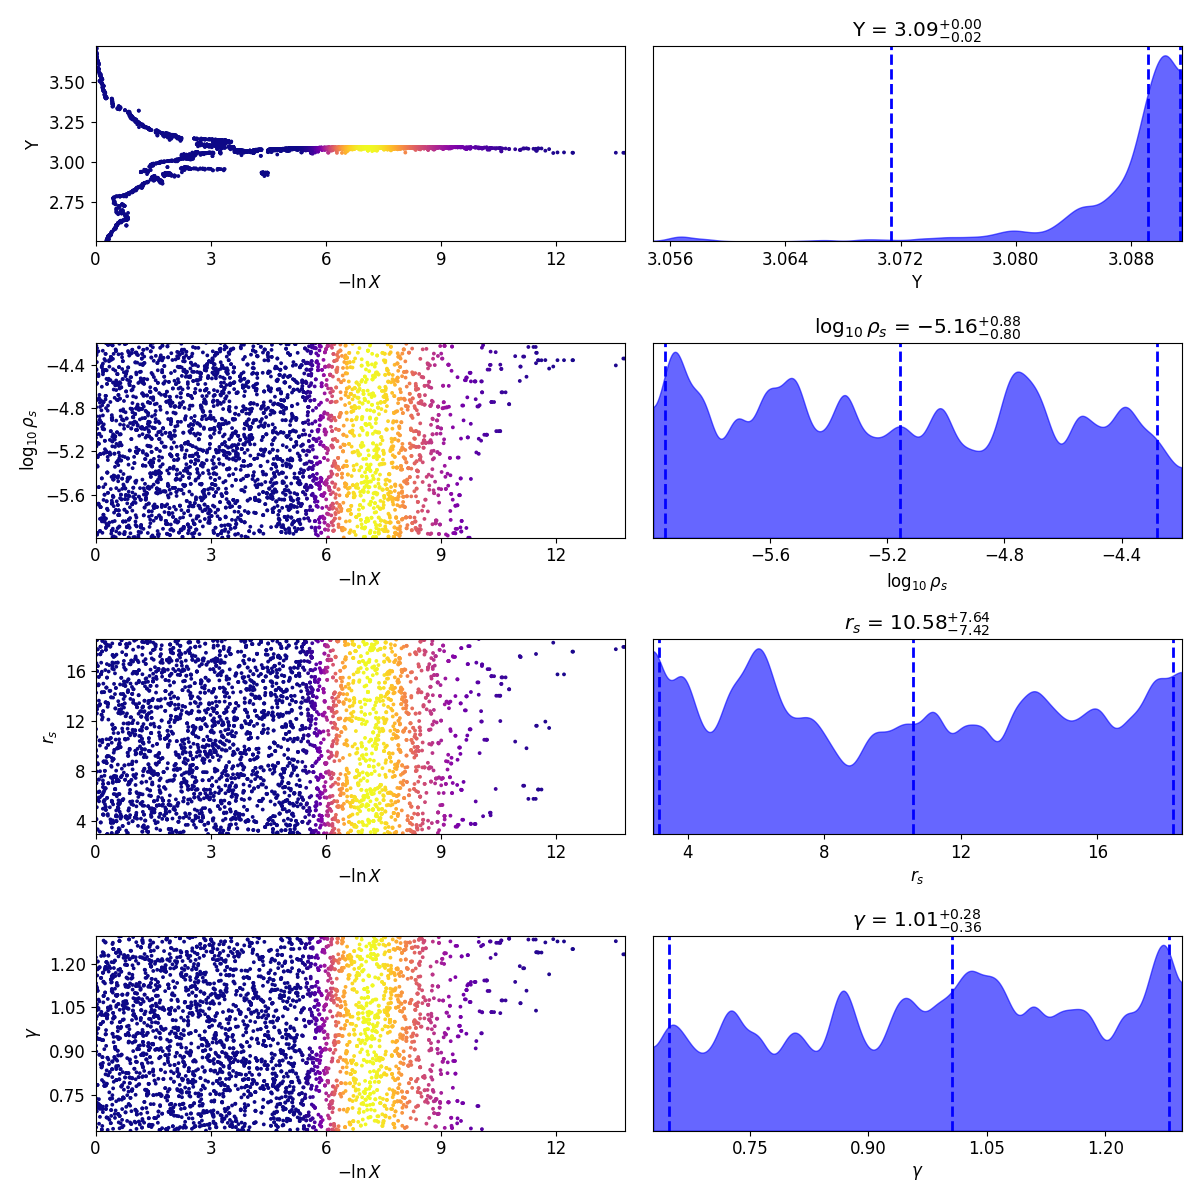 Y = 3.09+0.00−0.02
3.50
3.25
3.00
2.75
Y
0 3 6 9 12
−ln X
3.056 3.064 3.072 3.080 3.088
Y
log10 ρs = −5.16+0.88−0.80
−4.4
−4.8
−5.2
−5.6
log10 ρs
0 3 6 9 12
−ln X
−5.6 −5.2 −4.8 −4.4
log10 ρs
rs = 10.58+7.64−7.42
16
12
8
4
rs
0 3 6 9 12
−ln X
4 8 12 16
rs
γ = 1.01+0.28−0.36
1.20
1.05
0.90
0.75
γ
0 3 6 9 12
−ln X
0.75 0.90 1.05 1.20
γ